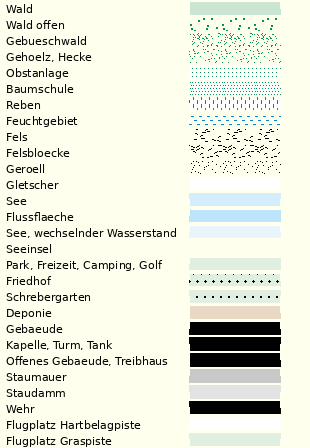 Wald
Wald offen
Gebueschwald
Gehoelz, Hecke
Obstanlage
Baumschule
Reben
Feuchtgebiet
Fels
Felsbloecke
Geroell
Gletscher
See
Flussflaeche
See, wechselnder Wasserstand
Seeinsel
Park, Freizeit, Camping, Golf
Friedhof
Schrebergarten
Deponie
Gebaeude
Kapelle, Turm, Tank
Offenes Gebaeude, Treibhaus
Staumauer
Staudamm
Wehr
Flugplatz Hartbelagpiste
Flugplatz Graspiste